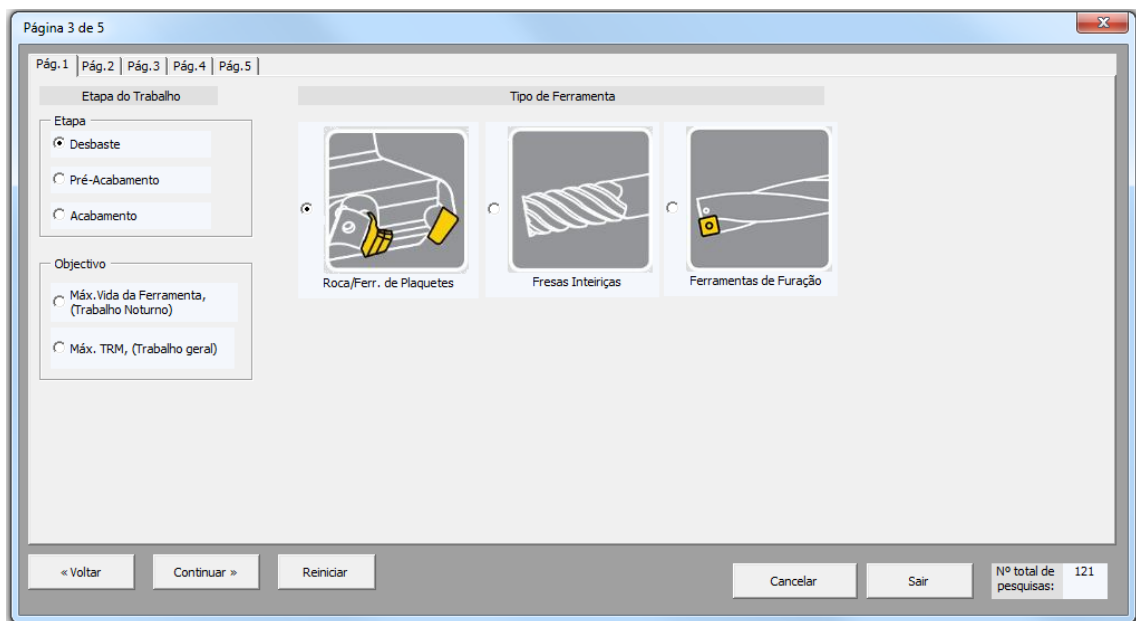 Página 3 de 5
Pág.1 Pág.2 Pág.3 Pág.4 Pág.5
Etapa do Trabalho
Etapa
Desbaste
Pré-Acabamento
Acabamento
Objectivo
Máx.Vida da Ferramenta,
(Trabalho Noturno)
Máx. TRM, (Trabalho geral)
Tipo de Ferramenta
Roca/Ferr. de Plaquetes
Fresas Inteiriças
Ferramentas de Furação
« Voltar
Continuar »
Reiniciar
Cancelar
Sair
Nº total de
pesquisas:
121